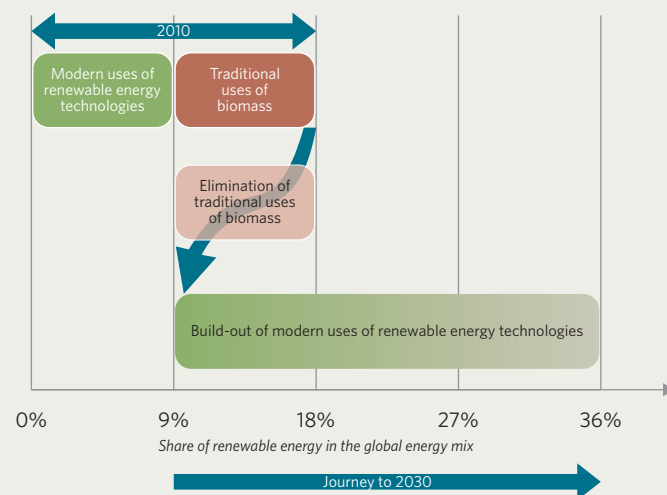 2010
Modern uses of
renewable energy
technologies
Traditional
uses of
biomass
Elimination of
traditional uses
of biomass
Build-out of modern uses of renewable energy technologies
0% 9% 18% 27% 36%
Share of renewable energy in the global energy mix
Journey to 2030